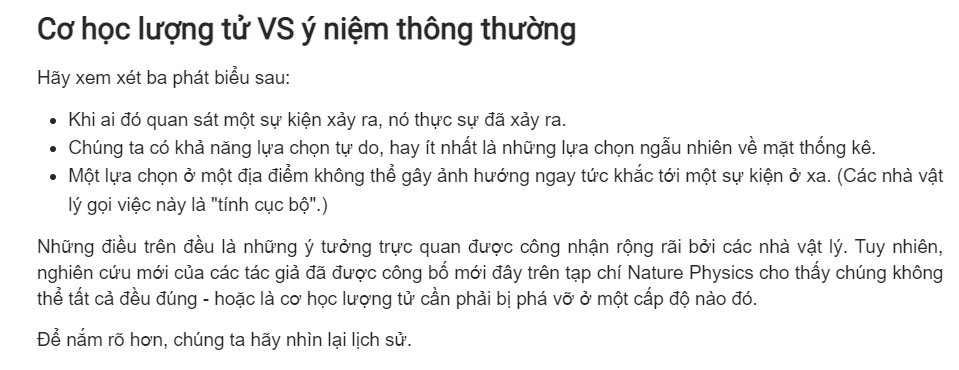 Cơ học lượng tử VS ý niệm thông thường
Hãy xem xét ba phát biểu sau:
• Khi ai đó quan sát một sự kiện xảy ra, nó thực sự đã xảy ra.
• Chúng ta có khả năng lựa chọn tự do, hay ít nhất là những lựa chọn ngẫu nhiên về mặt thống kê.
• Một lựa chọn ở một địa điểm không thể gây ảnh hướng ngay tức khắc tới một sự kiện ở xa. (Các nhà vật
lý gọi việc này là "tính cục bộ".)
Những điều trên đều là những ý tưởng trực quan được công nhận rộng rãi bởi các nhà vật lý. Tuy nhiên,
nghiên cứu mới của các tác giả đã được công bố mới đây trên tạp chí Nature Physics cho thấy chúng không
thể tất cả đều đúng - hoặc là cơ học lượng tử cần phải bị phá vỡ ở một cấp độ nào đó.
Để nắm rõ hơn, chúng ta hãy nhìn lại lịch sử.